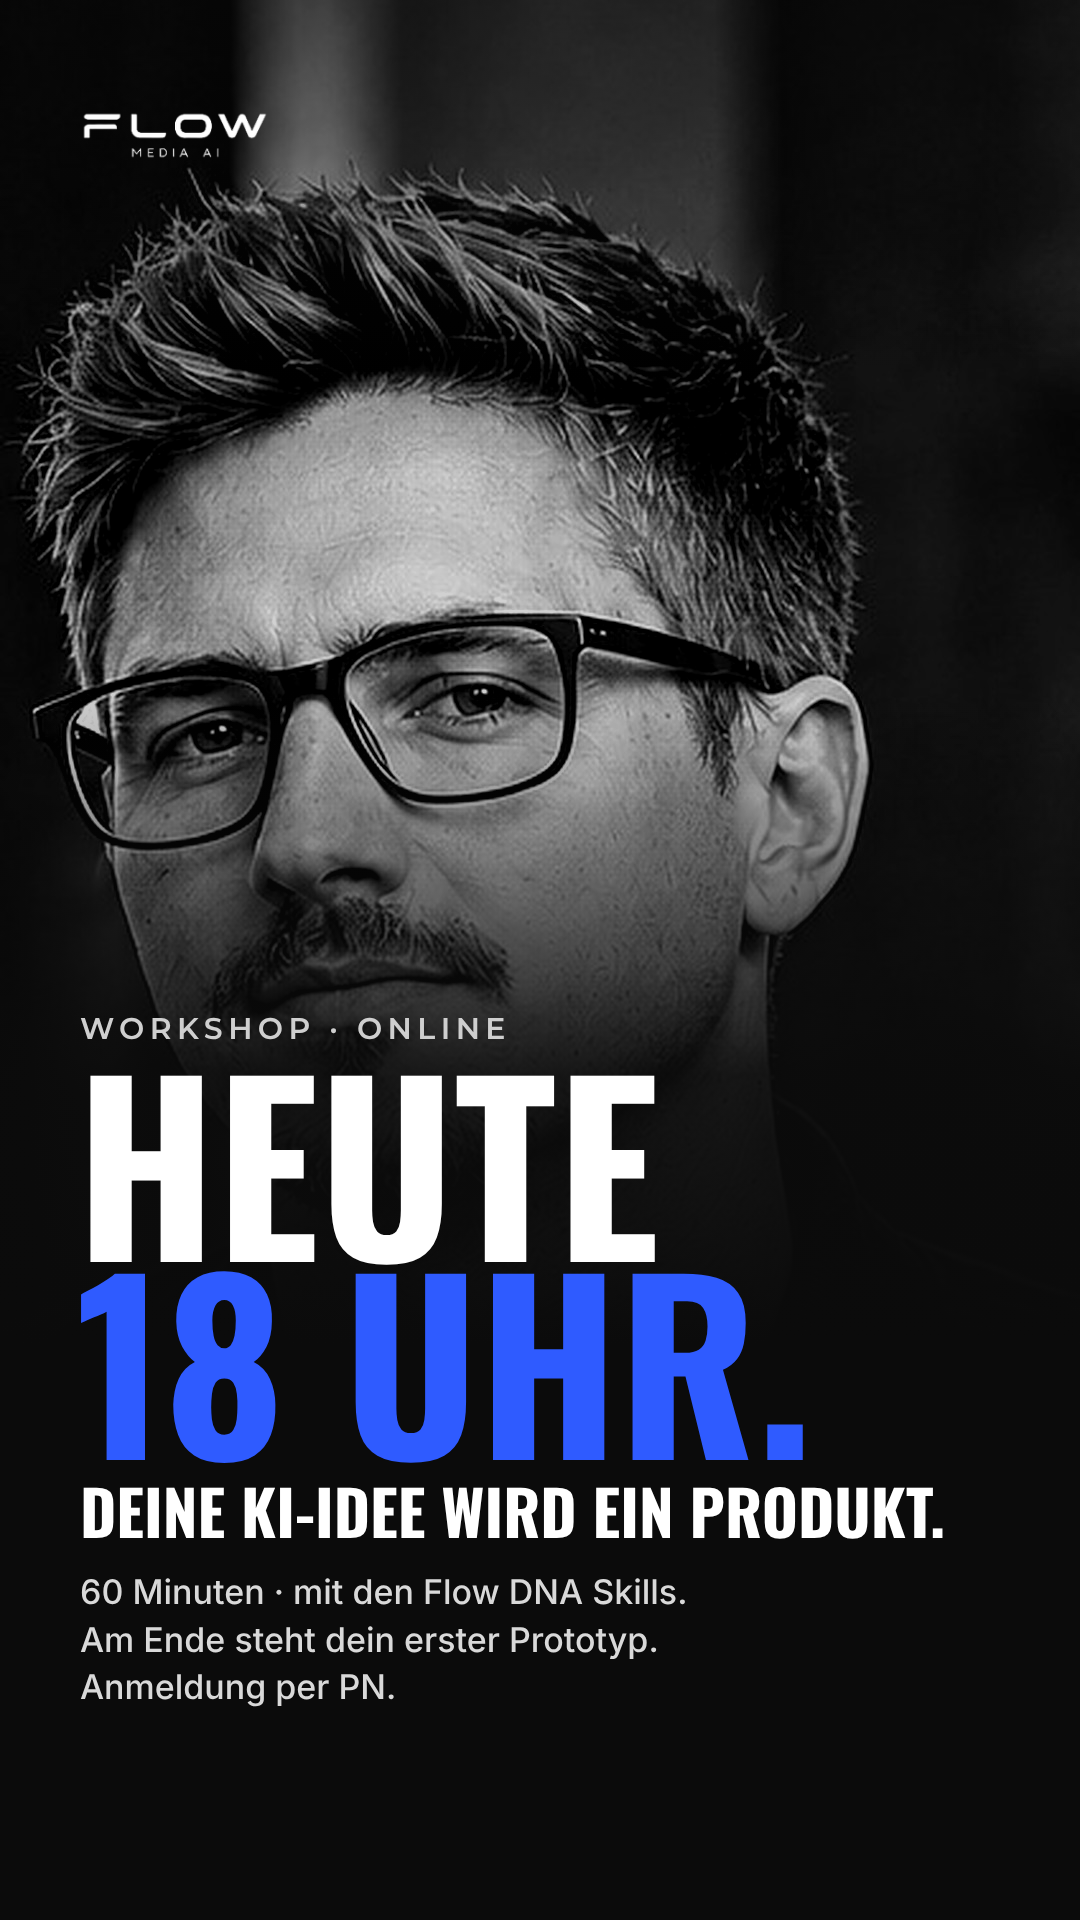 FLOW
MEDIA AI
WORKSHOP · ONLINE
HEUTE
18 UHR.
DEINE KI-IDEE WIRD EIN PRODUKT.
60 Minuten · mit den Flow DNA Skills.
Am Ende steht dein erster Prototyp.
Anmeldung per PN.